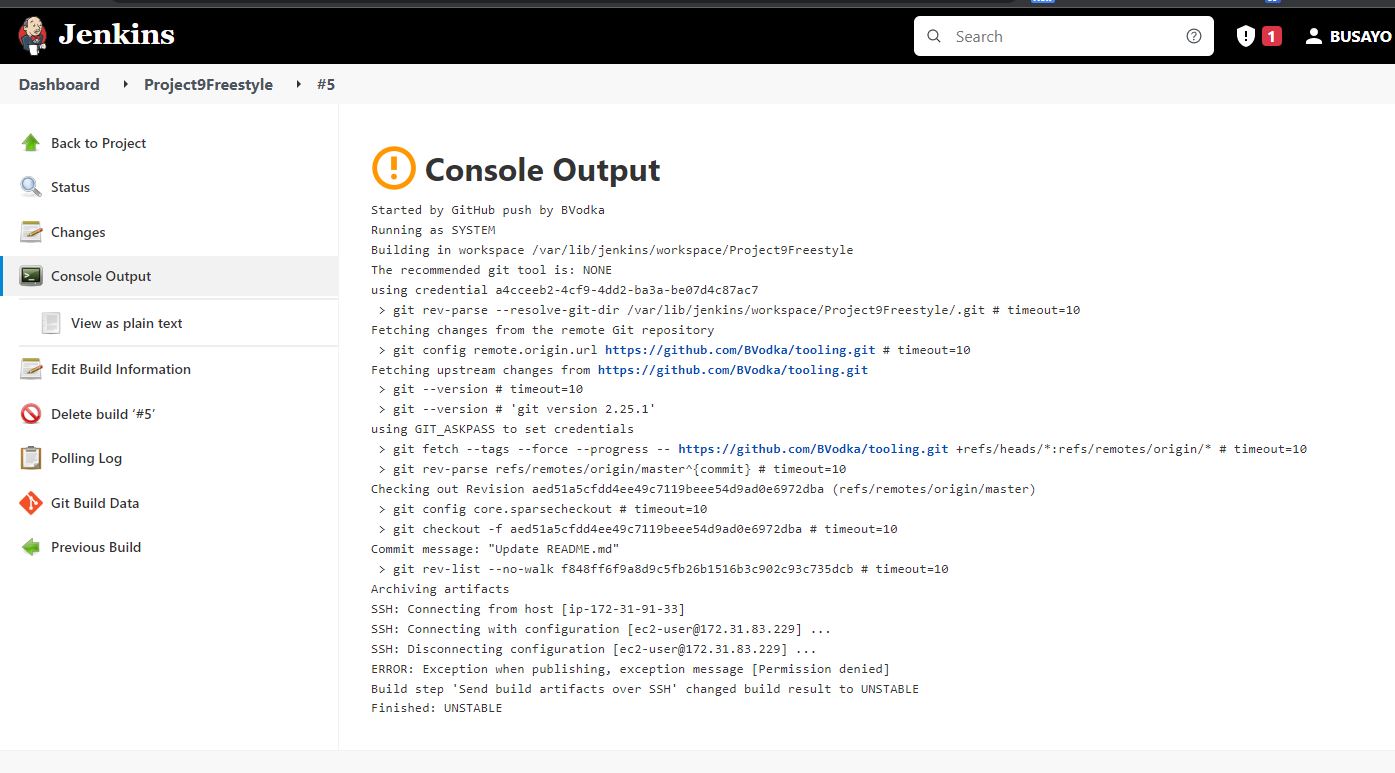 Jenkins
Search
1
BUSAYO
Dashboard
Project9Freestyle
#5
Back to Project
Status
Changes
Console Output
View as plain text
Edit Build Information
Delete build ‘#5’
Polling Log
Git Build Data
Previous Build
Console Output
Started by GitHub push by BVodka
Running as SYSTEM
Building in workspace /var/lib/jenkins/workspace/Project9Freestyle
The recommended git tool is: NONE
using credential a4cceeb2-4cf9-4dd2-ba3a-be07d4c87ac7
> git rev-parse --resolve-git-dir /var/lib/jenkins/workspace/Project9Freestyle/.git # timeout=10
Fetching changes from the remote Git repository
> git config remote.origin.url https://github.com/BVodka/tooling.git # timeout=10
Fetching upstream changes from https://github.com/BVodka/tooling.git
> git --version # timeout=10
> git --version # 'git version 2.25.1'
using GIT_ASKPASS to set credentials
> git fetch --tags --force --progress -- https://github.com/BVodka/tooling.git +refs/heads/*:refs/remotes/origin/* # timeout=10
> git rev-parse refs/remotes/origin/master^{commit} # timeout=10
Checking out Revision aed51a5cfdd4ee49c7119beee54d9ad0e6972dba (refs/remotes/origin/master)
> git config core.sparsecheckout # timeout=10
> git checkout -f aed51a5cfdd4ee49c7119beee54d9ad0e6972dba # timeout=10
Commit message: "Update README.md"
> git rev-list --no-walk f848ff6f9a8d9c5fb26b1516b3c902c93c735dcb # timeout=10
Archiving artifacts
SSH: Connecting from host [ip-172-31-91-33]
SSH: Connecting with configuration [ec2-user@172.31.83.229] ...
SSH: Disconnecting configuration [ec2-user@172.31.83.229] ...
ERROR: Exception when publishing, exception message [Permission denied]
Build step 'Send build artifacts over SSH' changed build result to UNSTABLE
Finished: UNSTABLE